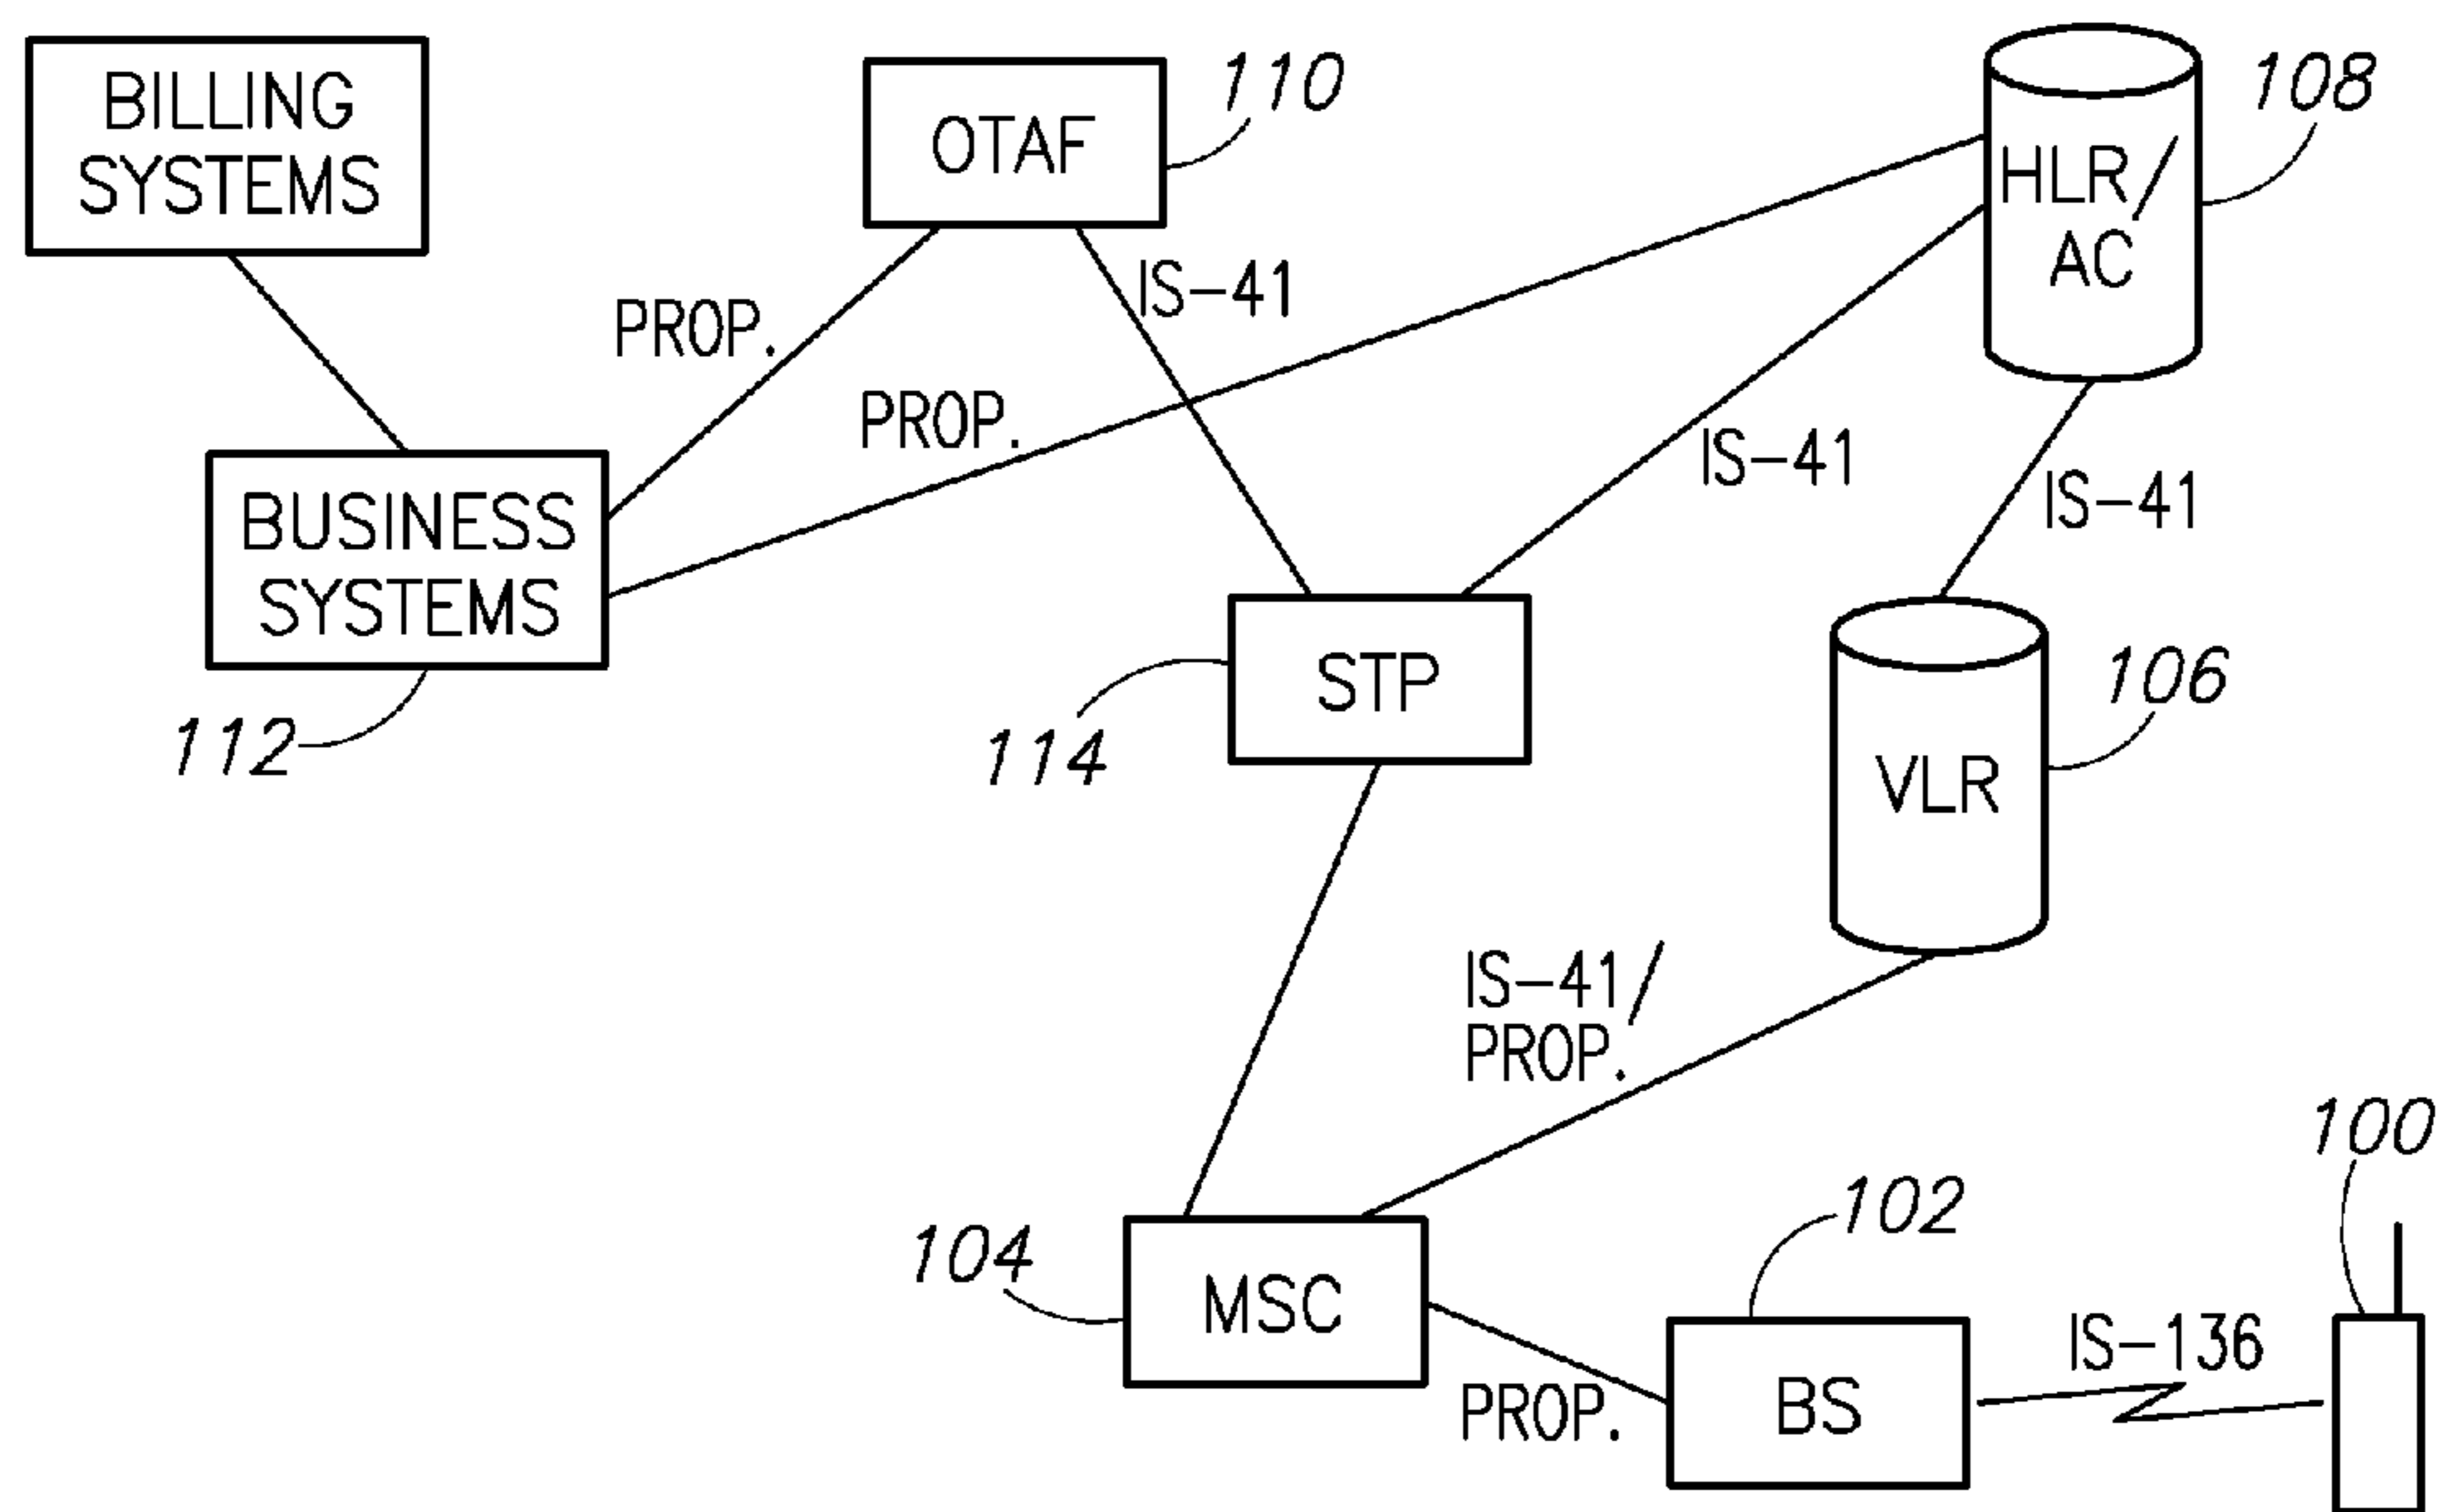 BILLING
SYSTEMS
OTAF
110
HLR/
AC
108
PROP.
IS-41
PROP.
IS-41
IS-41
BUSINESS
SYSTEMS
112
STP
114
VLR
106
IS-41/
PROP.
MSC
104
102
100
PROP.
BS
IS-136